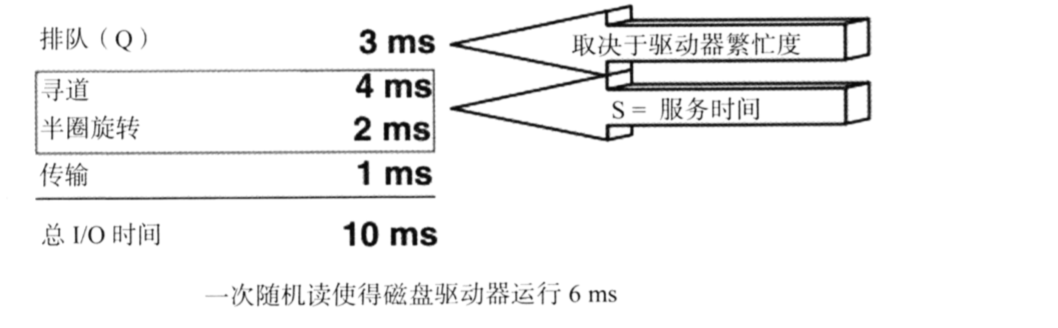 排队（Q） 3 ms 取决于驱动器繁忙度
寻道 4 ms
S = 服务时间
半圈旋转 2 ms
传输 1 ms
总 I/O 时间 10 ms
一次随机读使得磁盘驱动器运行 6 ms